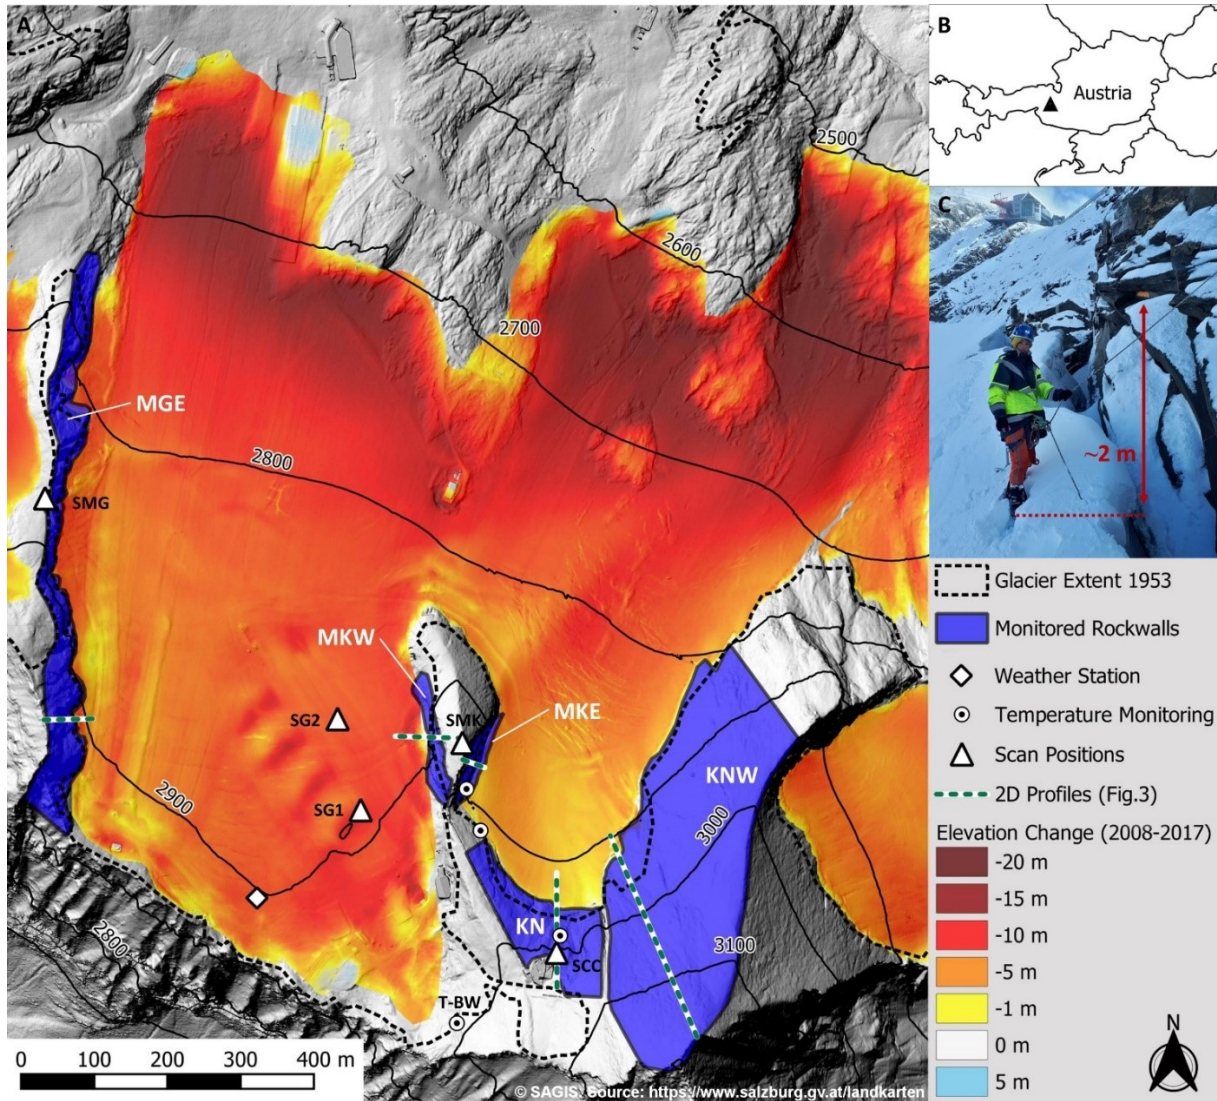 A
2500
2600
2700
MGE
2800
SMG
MKW
SG2
SMK
MKE
KNW
2900
SG1
3000
KN
3100
2800
SCC
T-BW
0 100 200 300 400 m
© SAGIS. Source: https://www.salzburg.gv.at/landkarten
B
Austria
C
~2 m
Glacier Extent 1953
Monitored Rockwalls
Weather Station
Temperature Monitoring
Scan Positions
2D Profiles (Fig.3)
Elevation Change (2008-2017)
-20 m
-15 m
-10 m
-5 m
-1 m
0 m
5 m
N